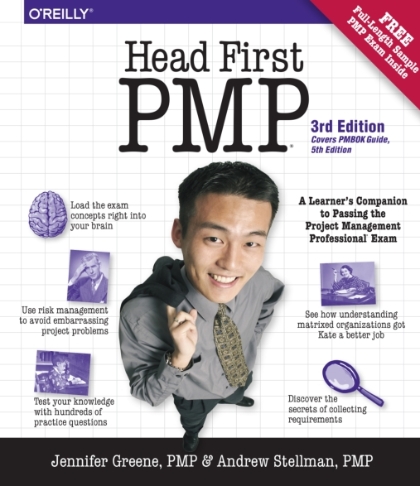 O'REILLY®
FREE
Full-Length Sample
PMP Exam Inside
Head First
PMP®
3rd Edition
Covers PMBOK Guide,
5th Edition
Load the exam
concepts right into
your brain
A Learner's Companion
to Passing the
Project Management
Professional Exam
Use risk management
to avoid embarrassing
project problems
See how understanding
matrixed organizations got
Kate a better job
Test your knowledge
with hundreds of
practice questions
Discover the
secrets of collecting
requirements
Jennifer Greene, PMP & Andrew Stellman, PMP